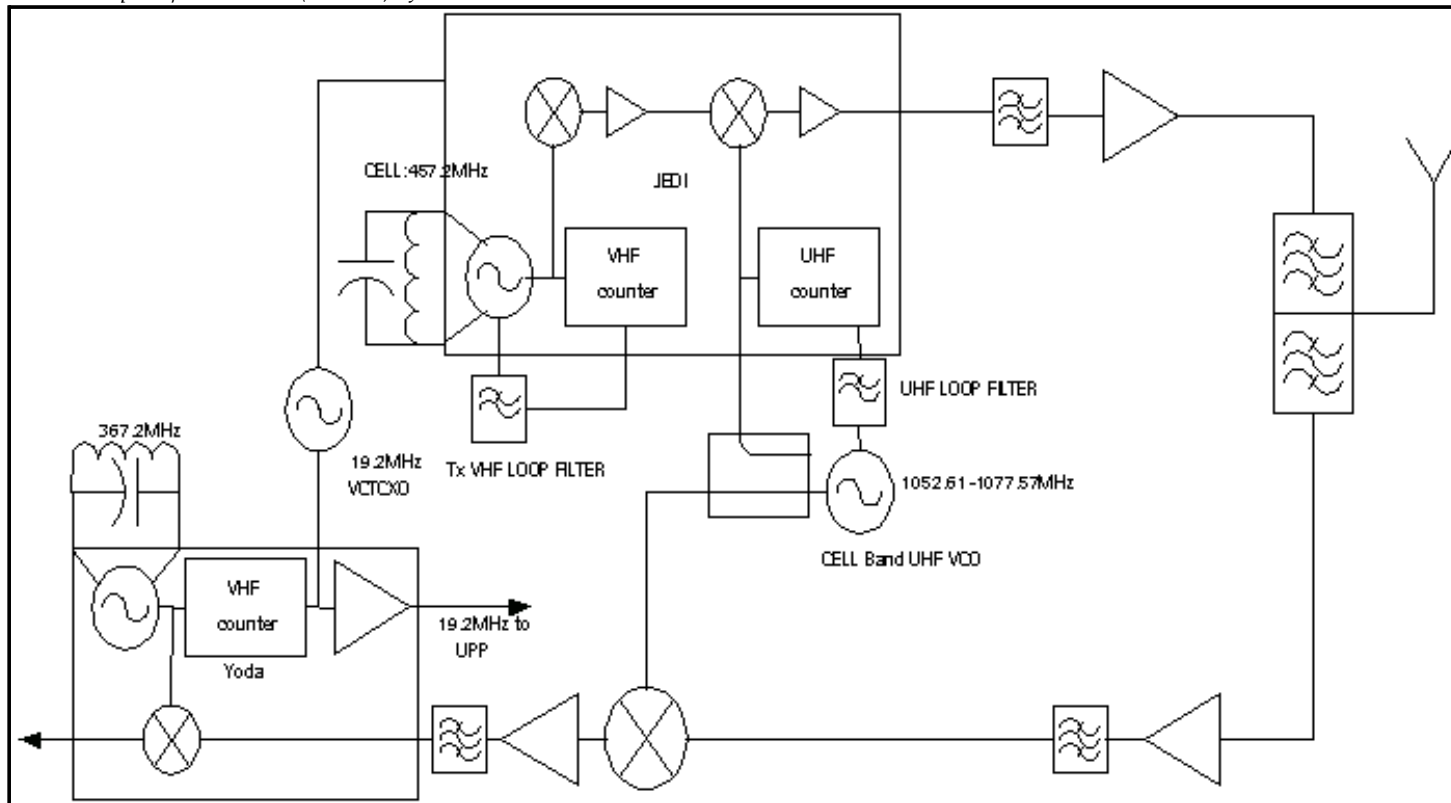 CELL:457.2MHz
JEDI
VHF
counter
UHF
counter
UHF LOOP FILTER
367.2MHz
19.2MHz
VCTCXO
Tx VHF LOOP FILTER
1052.61-1077.57MHz
CELL Band UHF VCO
VHF
counter
19.2MHz to
UPP
Yoda